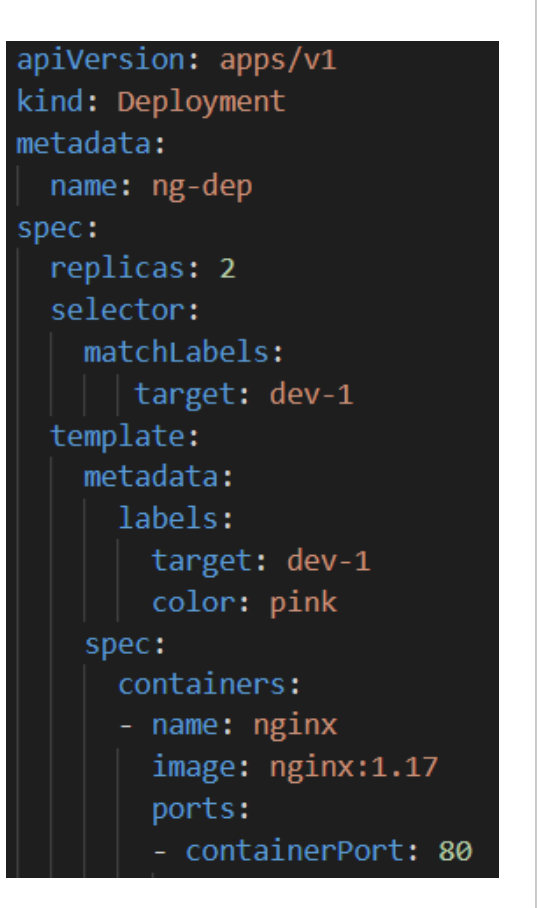 apiVersion: apps/v1
kind: Deployment
metadata:
  name: ng-dep
spec:
  replicas: 2
  selector:
    matchLabels:
       target: dev-1
  template:
    metadata:
      labels:
        target: dev-1
        color: pink
    spec:
      containers:
      - name: nginx
        image: nginx:1.17
        ports:
        - containerPort: 80